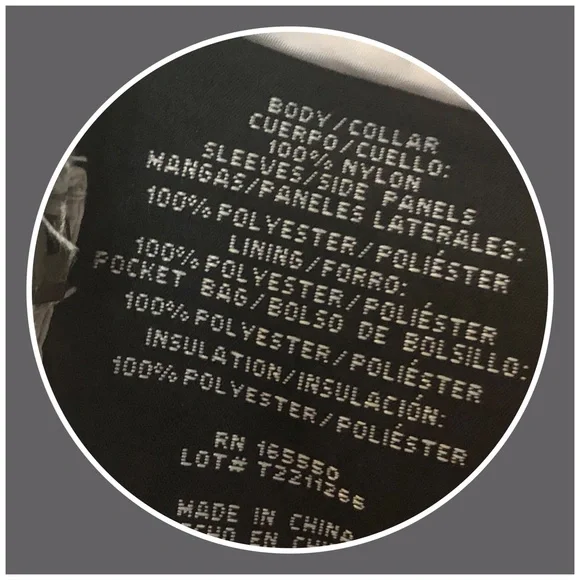 BODY/COLLAR
CUERPO/CUELLO:
100% NYLON
SLEEVES/SIDE PANELS
MANGAS/PANELES LATERALES:
100% POLYESTER/POLIÉSTER
LINING/FORRO:
100% POLYESTER/POLIÉSTER
POCKET BAG/BOLSO DE BOLSILLO:
100% POLYESTER/POLIÉSTER
INSULATION/INSULACIÓN:
100% POLYESTER/POLIÉSTER
RN 165550
LOT# T2211266
MADE IN CHINA